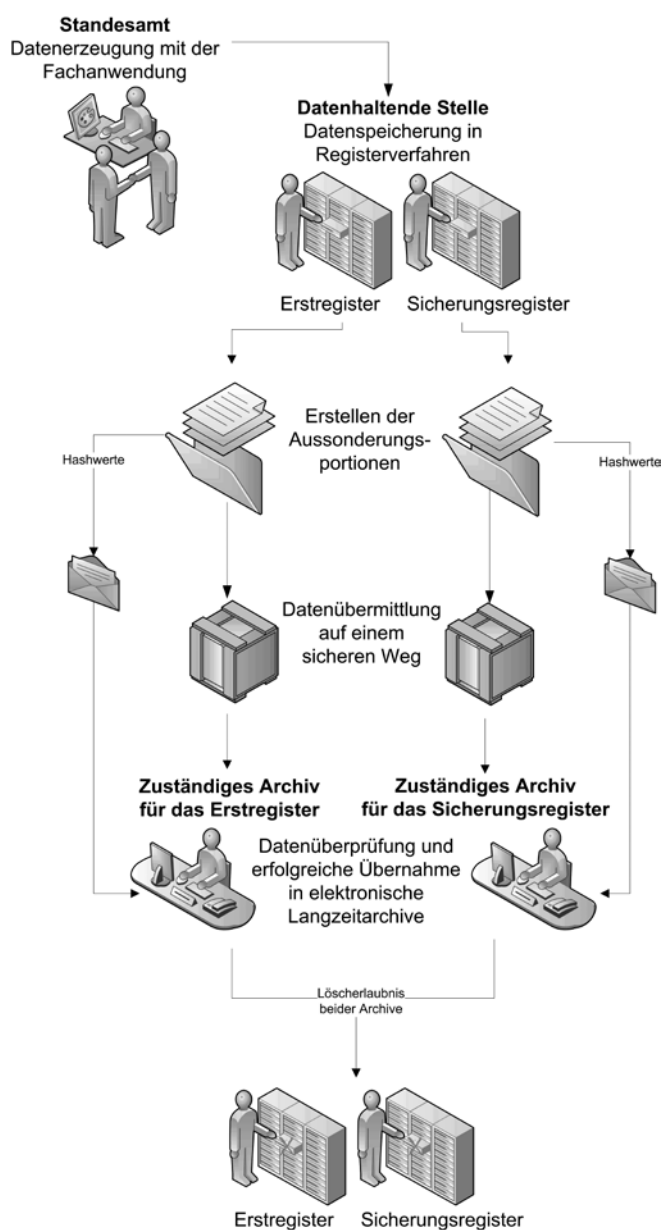 Standesamt
Datenerzeugung mit der
Fachanwendung
Datenhaltende Stelle
Datenspeicherung in
Registerverfahren
Erstregister
Sicherungsregister
Erstellen der
Aussonderungs-
portionen
Hashwerte
Hashwerte
Datenübermittlung
auf einem
sicheren Weg
Zuständiges Archiv
für das Erstregister
Zuständiges Archiv
für das Sicherungsregister
Datenüberprüfung und
erfolgreiche Übernahme
in elektronische
Langzeitarchive
Löscherlaubnis
beider Archive
Erstregister
Sicherungsregister